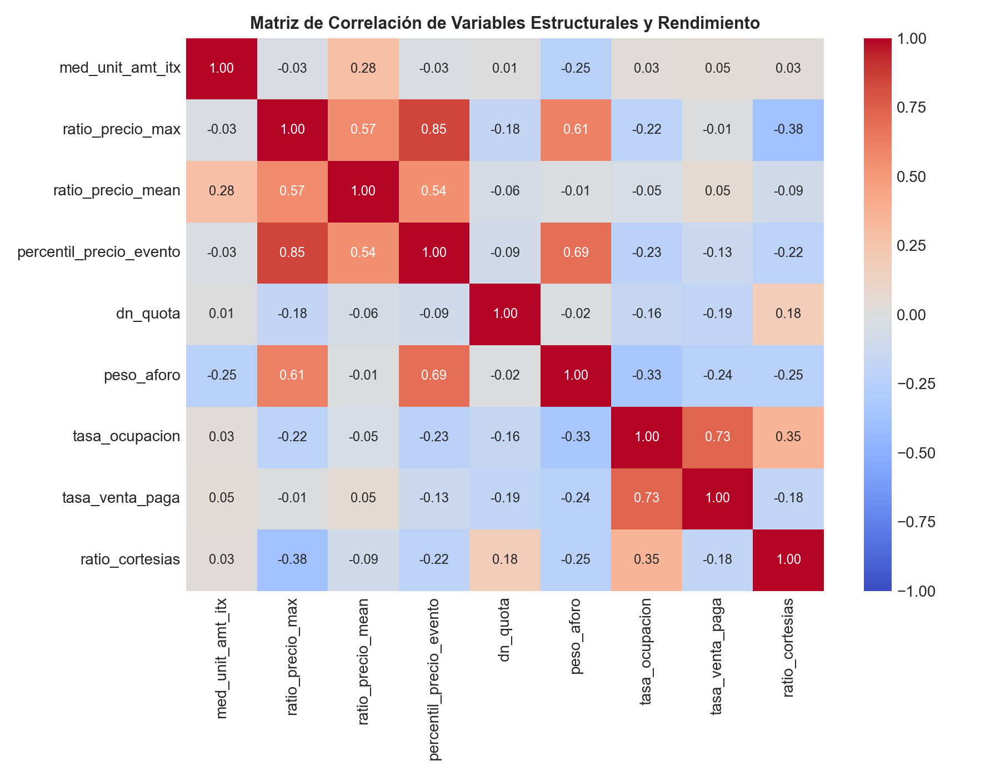 Matriz de Correlación de Variables Estructurales y Rendimiento
med_unit_amt_itx 1.00 -0.03 0.28 -0.03 0.01 -0.25 0.03 0.05 0.03
ratio_precio_max -0.03 1.00 0.57 0.85 -0.18 0.61 -0.22 -0.01 -0.38
ratio_precio_mean 0.28 0.57 1.00 0.54 -0.06 -0.01 -0.05 0.05 -0.09
percentil_precio_evento -0.03 0.85 0.54 1.00 -0.09 0.69 -0.23 -0.13 -0.22
dn_quota 0.01 -0.18 -0.06 -0.09 1.00 -0.02 -0.16 -0.19 0.18
peso_aforo -0.25 0.61 -0.01 0.69 -0.02 1.00 -0.33 -0.24 -0.25
tasa_ocupacion 0.03 -0.22 -0.05 -0.23 -0.16 -0.33 1.00 0.73 0.35
tasa_venta_paga 0.05 -0.01 0.05 -0.13 -0.19 -0.24 0.73 1.00 -0.18
ratio_cortesias 0.03 -0.38 -0.09 -0.22 0.18 -0.25 0.35 -0.18 1.00
med_unit_amt_itx
ratio_precio_max
ratio_precio_mean
percentil_precio_evento
dn_quota
peso_aforo
tasa_ocupacion
tasa_venta_paga
ratio_cortesias
1.00
0.75
0.50
0.25
0.00
−0.25
−0.50
−0.75
−1.00